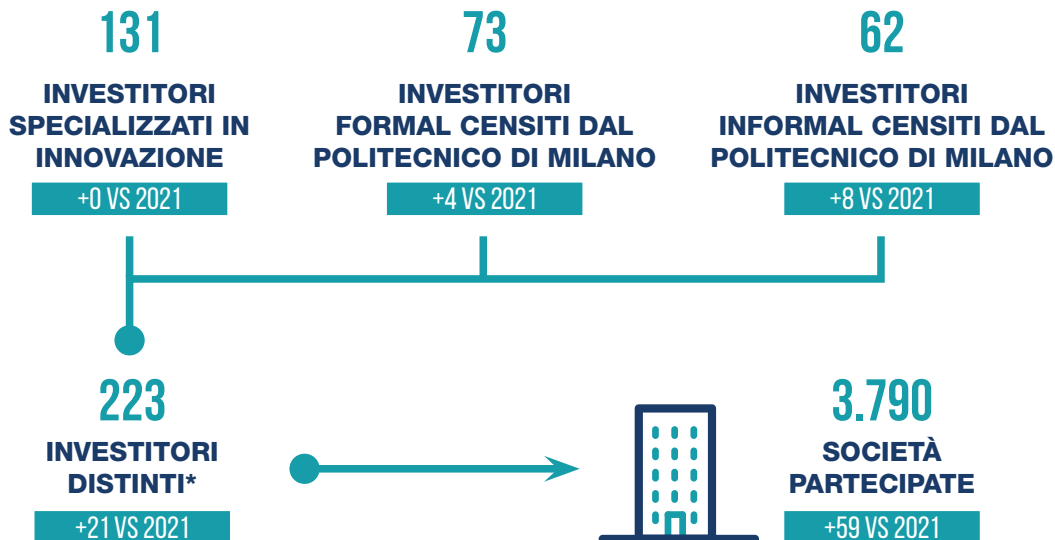 131
INVESTITORI
SPECIALIZZATI IN
INNOVAZIONE
+0 VS 2021
73
INVESTITORI
FORMAL CENSITI DAL
POLITECNICO DI MILANO
+4 VS 2021
62
INVESTITORI
INFORMAL CENSITI DAL
POLITECNICO DI MILANO
+8 VS 2021
223
INVESTITORI
DISTINTI*
+21 VS 2021
3.790
SOCIETÀ
PARTECIPATE
+59 VS 2021